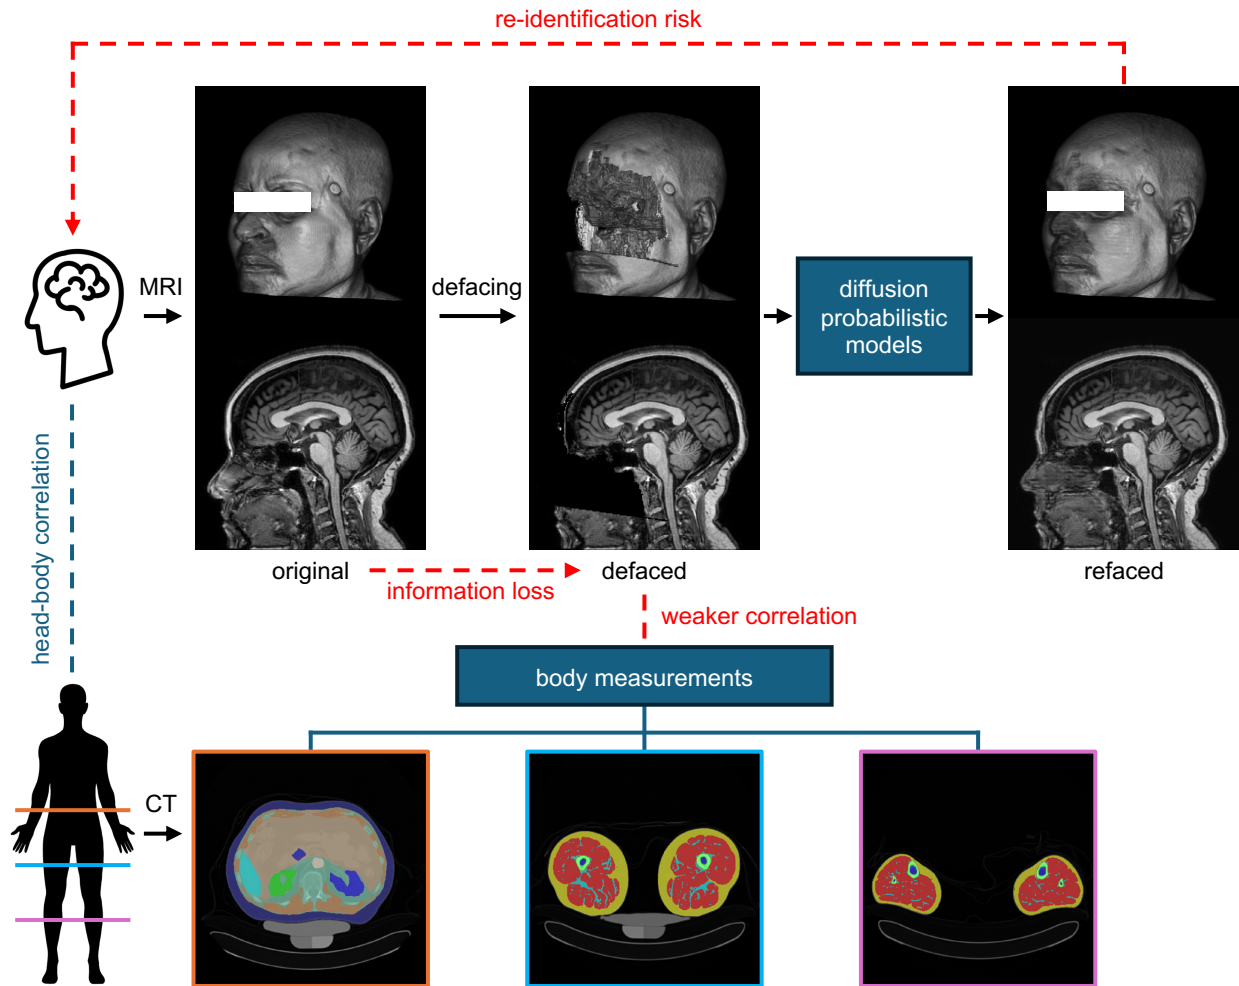 re-identification risk
MRI
defacing
diffusion
probabilistic
models
original
defaced
refaced
information loss
weaker correlation
head-body correlation
body measurements
CT